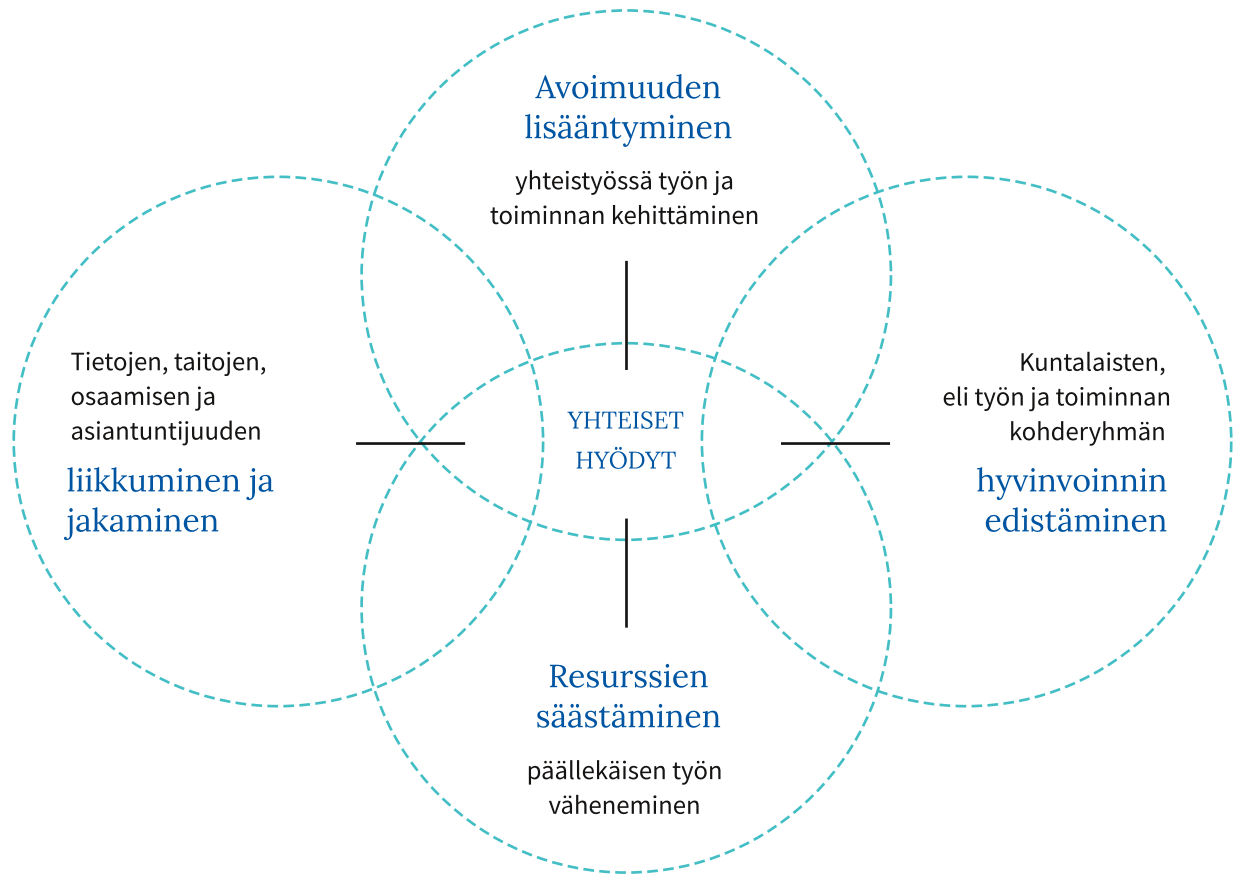 Avoimuuden
lisääntyminen
yhteistyössä työn ja
toiminnan kehittäminen
Tietojen, taitojen,
osaamisen ja
asiantuntijuuden
liikkuminen ja
jakaminen
YHTEISET
HYÖDYT
Kuntalaisten,
eli työn ja toiminnan
kohderyhmän
hyvinvoinnin
edistäminen
Resurssien
säästäminen
päällekäisen työn
väheneminen